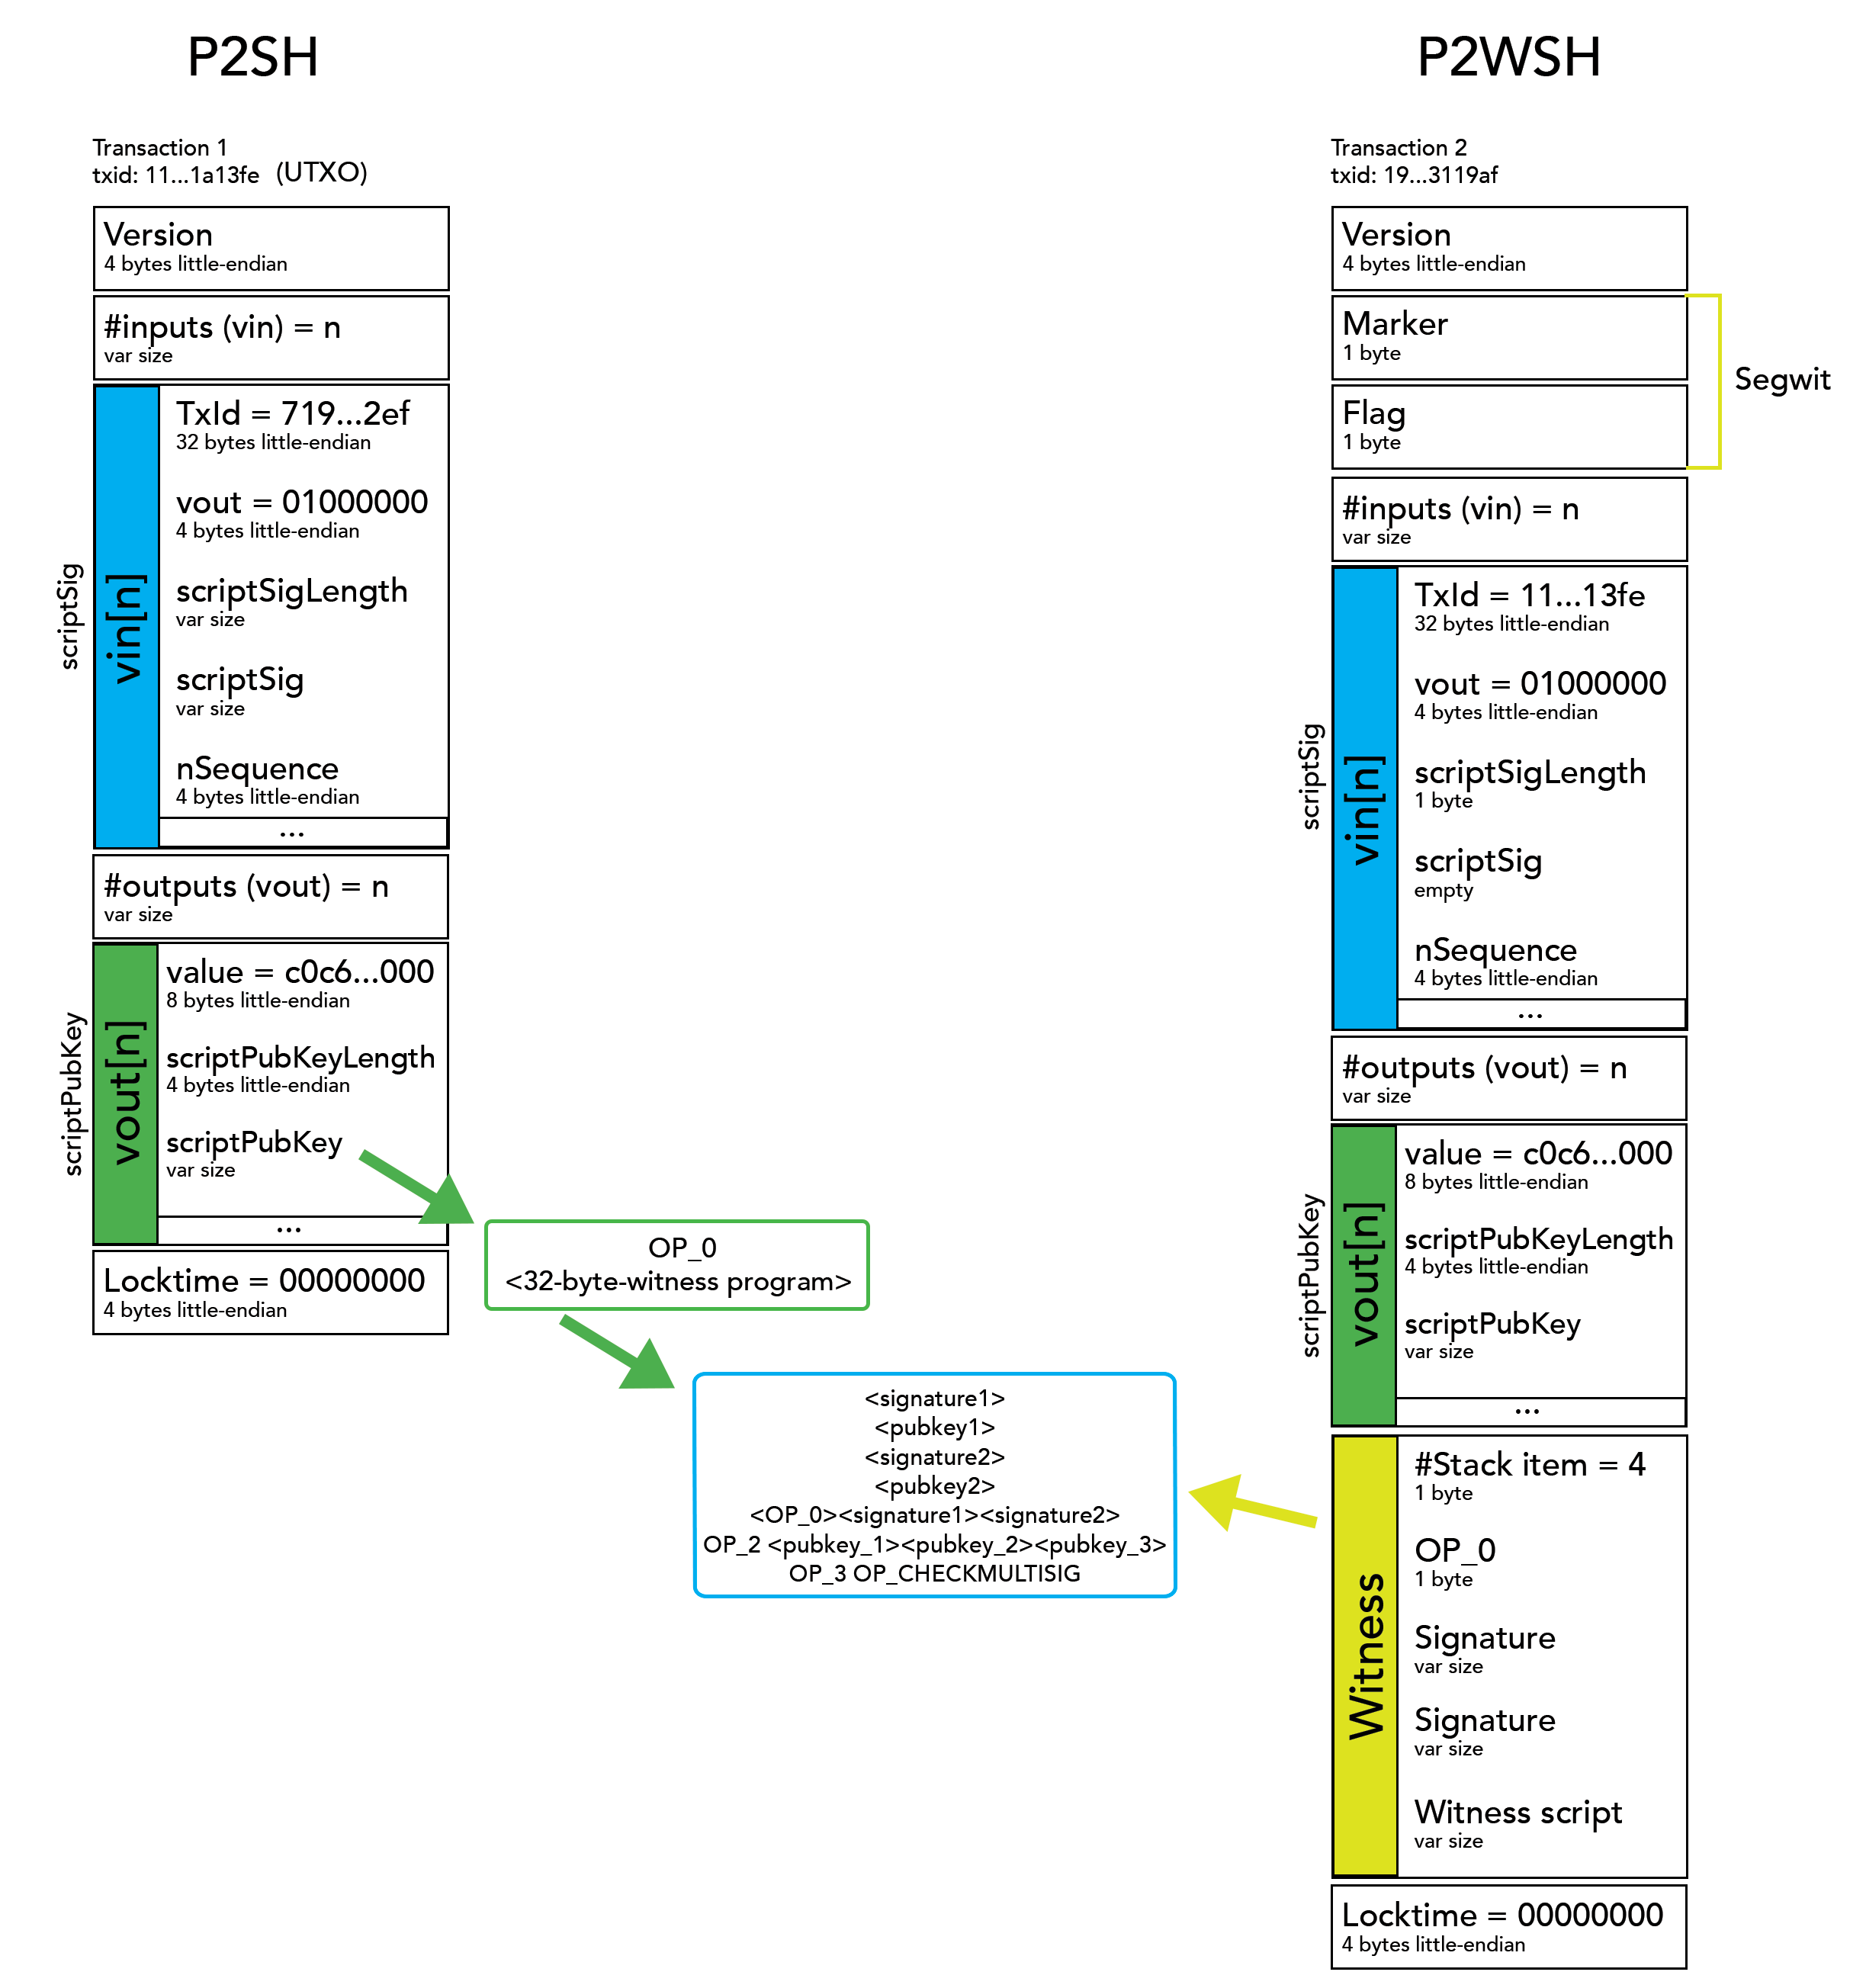 P2SH
Transaction 1
txid: 11...1a13fe (UTXO)
Version
4 bytes little-endian
#inputs (vin) = n
var size
scriptSig
vin[n]
TxId = 719...2ef
32 bytes little-endian
vout = 01000000
4 bytes little-endian
scriptSigLength
var size
scriptSig
var size
nSequence
4 bytes little-endian
...
#outputs (vout) = n
var size
scriptPubKey
vout[n]
value = c0c6...000
8 bytes little-endian
scriptPubKeyLength
4 bytes little-endian
scriptPubKey
var size
...
Locktime = 00000000
4 bytes little-endian
OP_0
<32-byte-witness program>
<signature1>
<pubkey1>
<signature2>
<pubkey2>
<OP_0><signature1><signature2>
OP_2 <pubkey_1><pubkey_2><pubkey_3>
OP_3 OP_CHECKMULTISIG
P2WSH
Transaction 2
txid: 19...3119af
Version
4 bytes little-endian
Marker
1 byte
Flag
1 byte
Segwit
#inputs (vin) = n
var size
scriptSig
vin[n]
TxId = 11...13fe
32 bytes little-endian
vout = 01000000
4 bytes little-endian
scriptSigLength
1 byte
scriptSig
empty
nSequence
4 bytes little-endian
...
#outputs (vout) = n
var size
scriptPubKey
vout[n]
value = c0c6...000
8 bytes little-endian
scriptPubKeyLength
4 bytes little-endian
scriptPubKey
var size
...
Witness
#Stack item = 4
1 byte
OP_0
1 byte
Signature
var size
Signature
var size
Witness script
var size
Locktime = 00000000
4 bytes little-endian